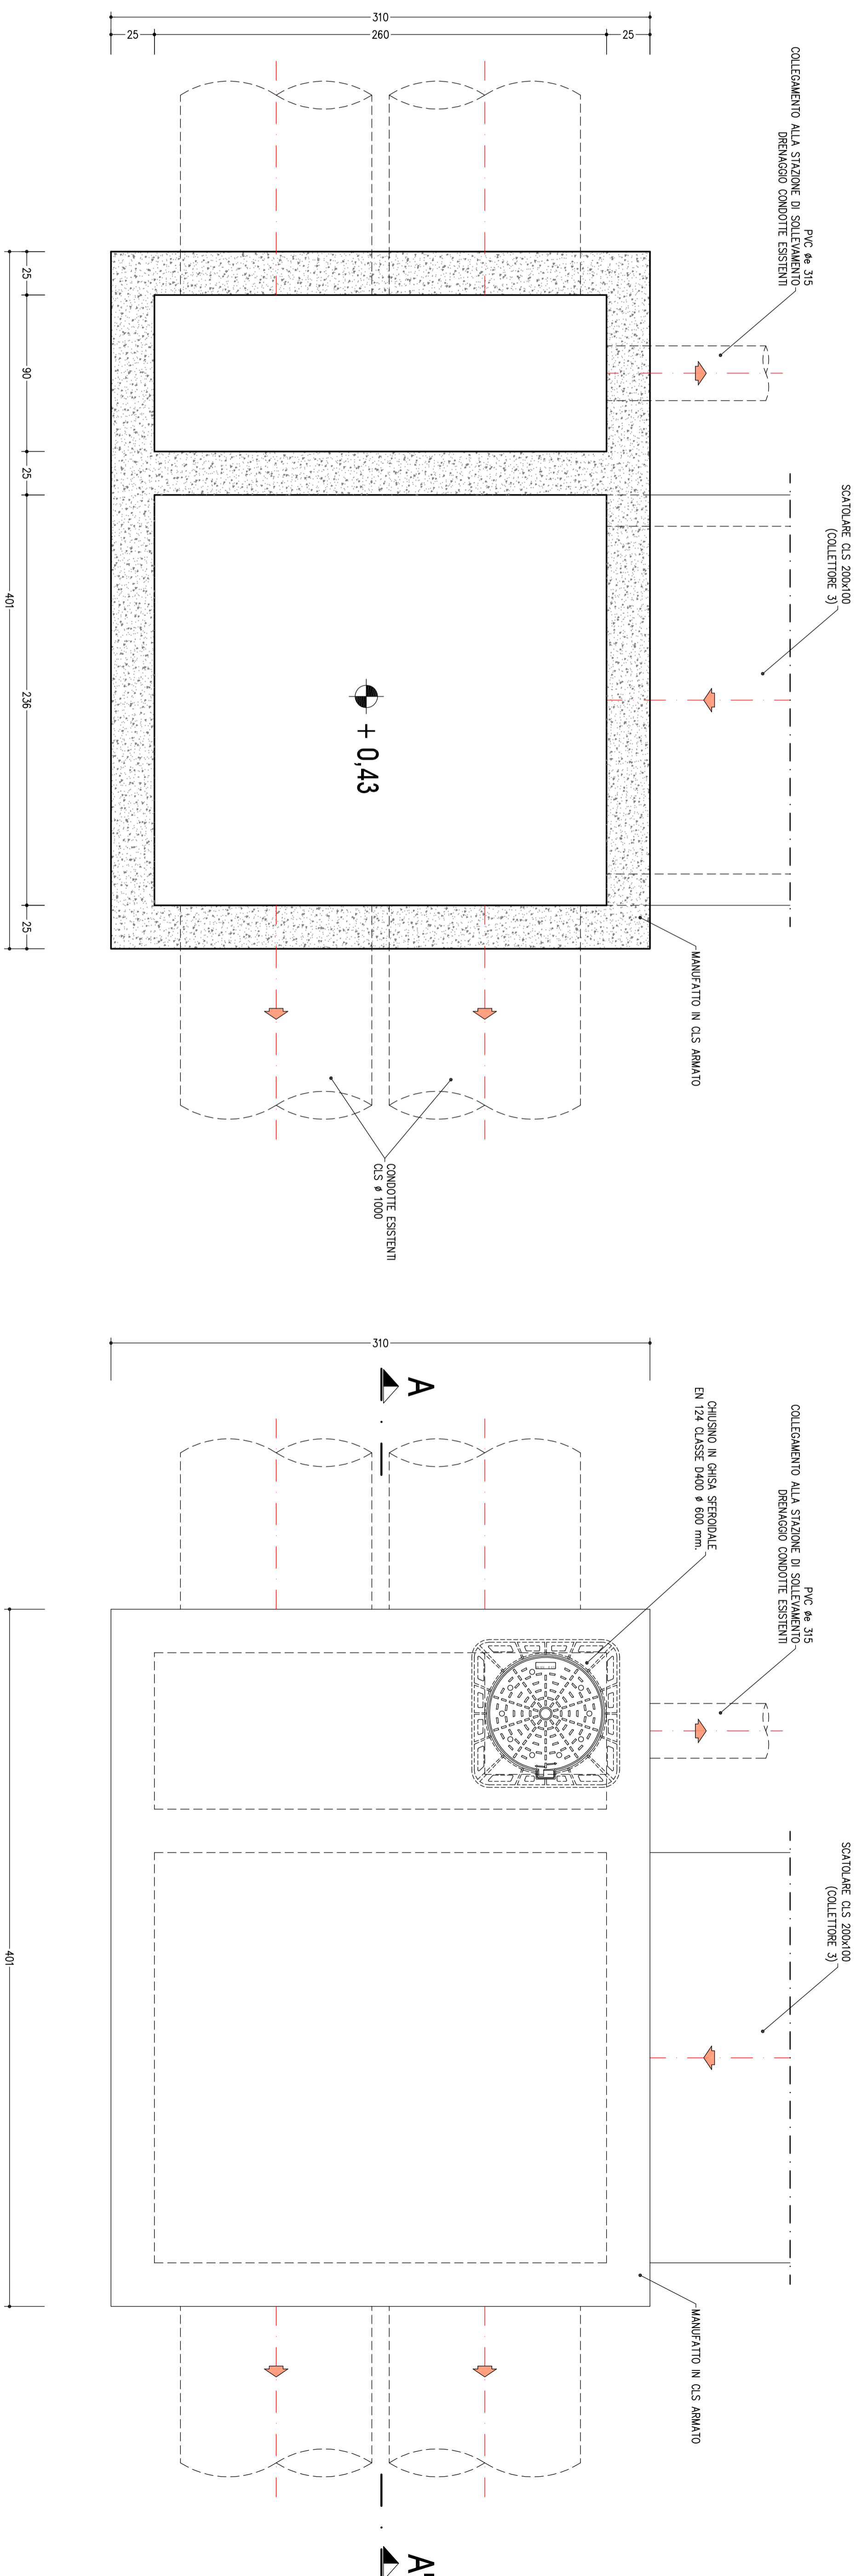 PVC Øe 315
COLLEGAMENTO ALLA STAZIONE DI SOLLEVAMENTO
DRENAGGIO CONDOTTE ESISTENTI
SCATOLARE CLS 200x100
(COLLETTORE 3)
MANUFATTO IN CLS ARMATO
CONDOTTE ESISTENTI
CLS Ø 1000
+ 0,43
310
25
260
25
25
90
25
236
25
401
PVC Øe 315
COLLEGAMENTO ALLA STAZIONE DI SOLLEVAMENTO
DRENAGGIO CONDOTTE ESISTENTI
SCATOLARE CLS 200x100
(COLLETTORE 3)
CHIUSINO IN GHISA SFEROIDALE
EN 124 CLASSE D400 Ø 600 mm.
MANUFATTO IN CLS ARMATO
310
A
A'
401